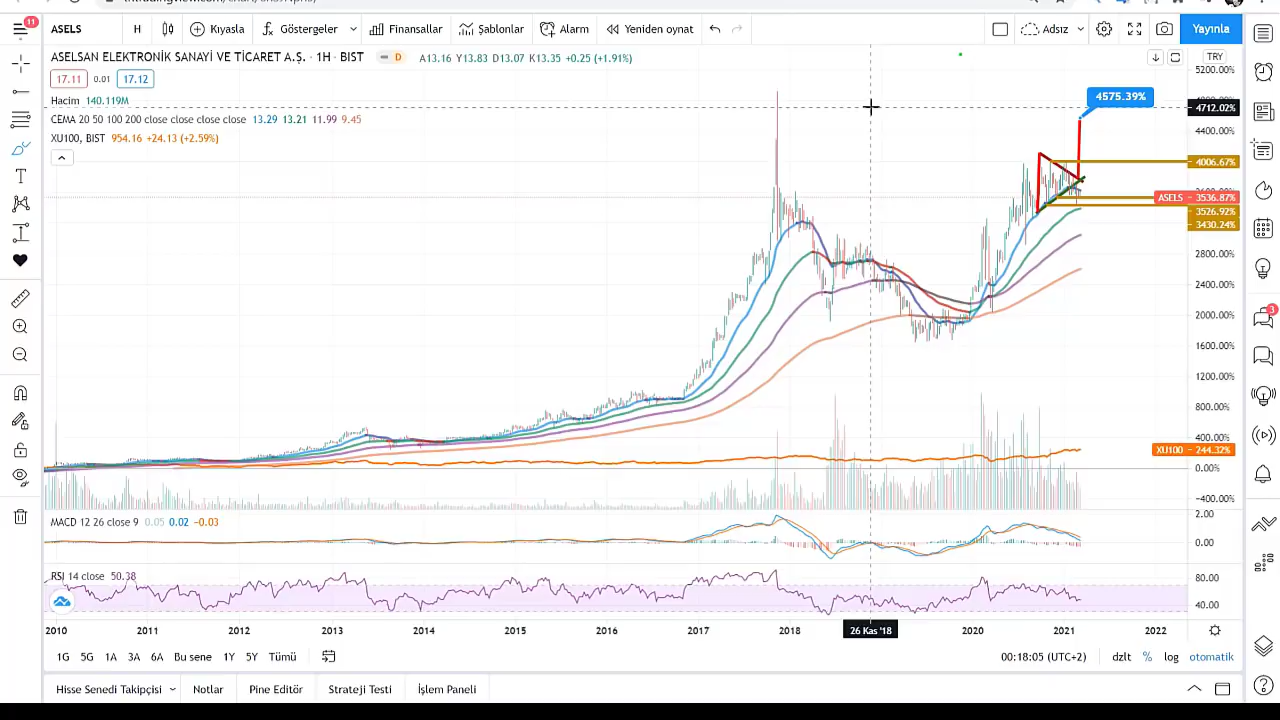 11
ASELS
H
Kıyasla
Göstergeler
Finansallar
Şablonlar
Alarm
Yeniden oynat
Adsız
Yayınla
ASELSAN ELEKTRONİK SANAYİ VE TİCARET A.Ş. · 1H · BIST
D
A13.16 Y13.83 D13.07 K13.35 +0.25 (+1.91%)
17.11 0.01 17.12
Hacim 140.119M
CEMA 20 50 100 200 close close close close 13.29 13.21 11.99 9.45
XU100, BIST 954.16 +24.13 (+2.59%)
TRY
5200.00%
4575.39%
4712.02%
4400.00%
4006.67%
ASELS 3536.87%
3526.92%
3430.24%
2800.00%
2400.00%
2000.00%
1600.00%
1200.00%
800.00%
400.00%
XU100 244.32%
0.00%
−400.00%
3
MACD 12 26 close 9 0.05 0.02 −0.03
2.00
0.00
RSI 14 close 50.38
80.00
40.00
2010 2011 2012 2013 2014 2015 2016 2017 2018 26 Kas '18 2020 2021 2022
1G 5G 1A 3A 6A Bu sene 1Y 5Y Tümü
00:18:05 (UTC+2) dzlt % log otomatik
Hisse Senedi Takipçisi Notlar Pine Editör Strateji Testi İşlem Paneli